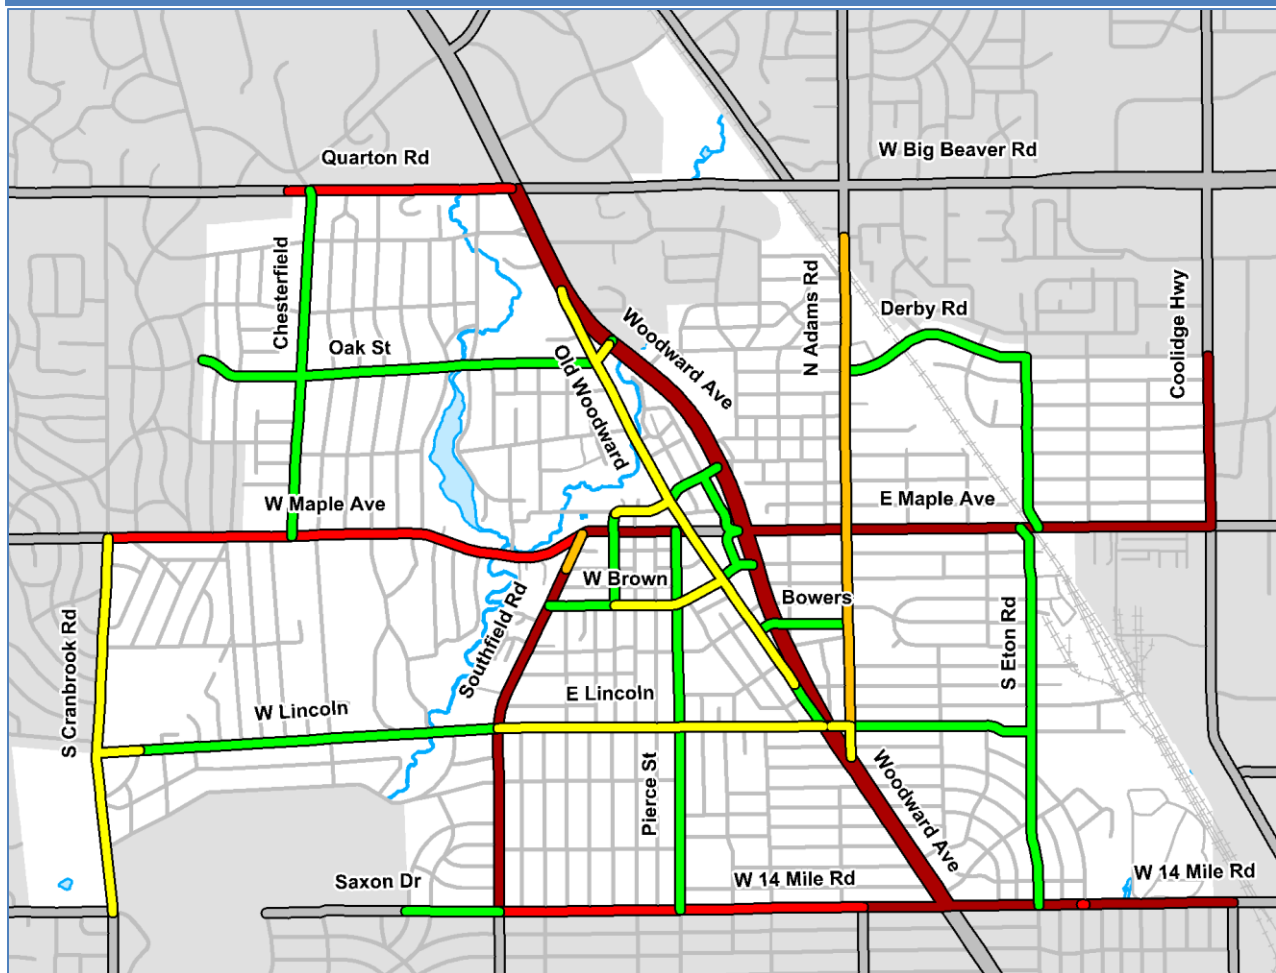 W Big Beaver Rd
Quarton Rd
Chesterfield
N Adams Rd
Coolidge Hwy
Derby Rd
Woodward Ave
Oak St
Old Woodward
W Maple Ave
E Maple Ave
W Brown
Bowers
S Cranbrook Rd
Southfield Rd
S Eton Rd
E Lincoln
W Lincoln
Pierce St
Woodward Ave
Saxon Dr
W 14 Mile Rd
W 14 Mile Rd